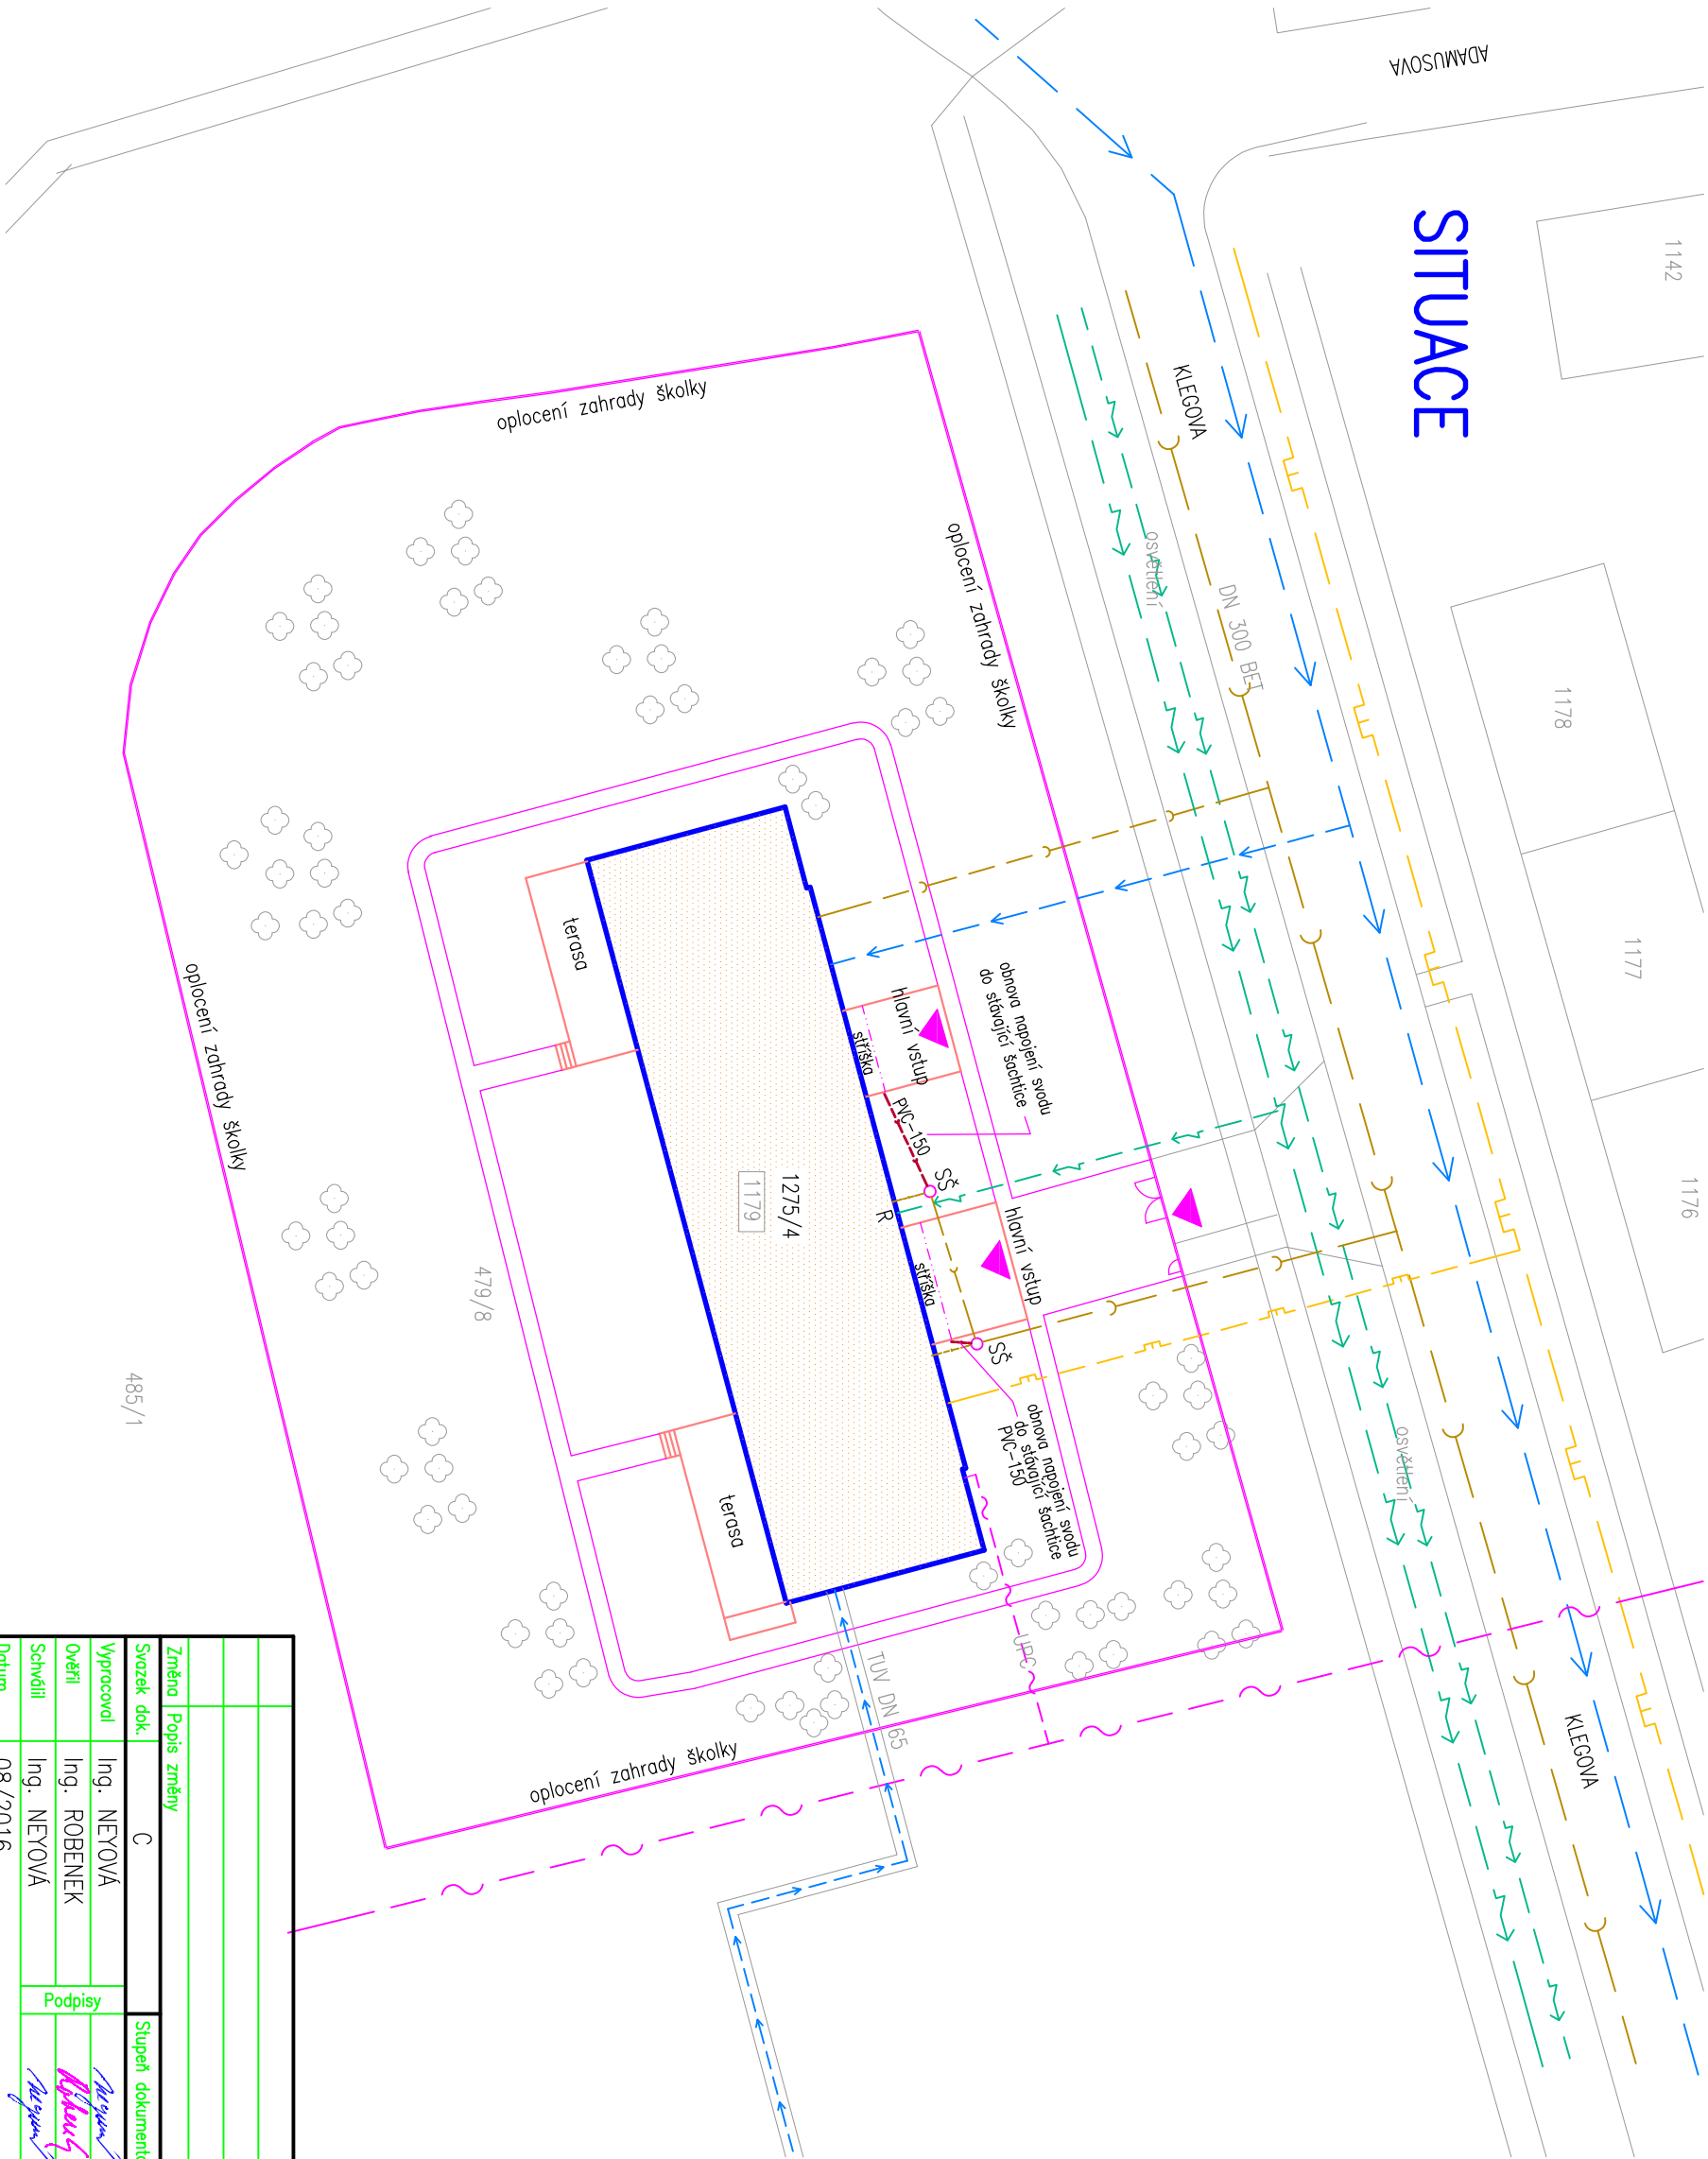 SITUACE
ADAMUSOVA
1142
1178
1177
1176
KLEGOVA
osvětlení
DN 300 BET
oplocení zahrady školky
oplocení zahrady školky
obnova napojení svodu
do stávající šachtice
hlavní vstup
stříška
PVC-150
SŠ
R
hlavní vstup
stříška
SŠ
obnova napojení svodu
do stávající šachtice
PVC-150
terasa
1275/4
1179
terasa
479/8
485/1
oplocení zahrady školky
oplocení zahrady školky
UPC
TUV DN 65
osvětlení
KLEGOVA
Změna Popis změny
Svazek dok. C Stupeň dokument
Vypracoval Ing. NEYOVÁ
Ověřil Ing. ROBENEK
Schválil Ing. NEYOVÁ
Podpisy
Datum 08/2016